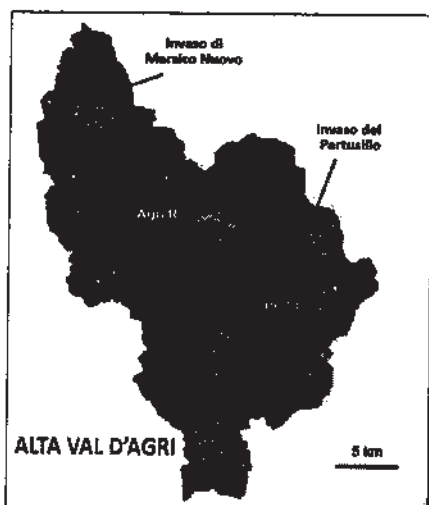 Invaso di
Marsico Nuovo
Invaso del
Pertusillo
Agri R
ALTA VAL D'AGRI
5 km